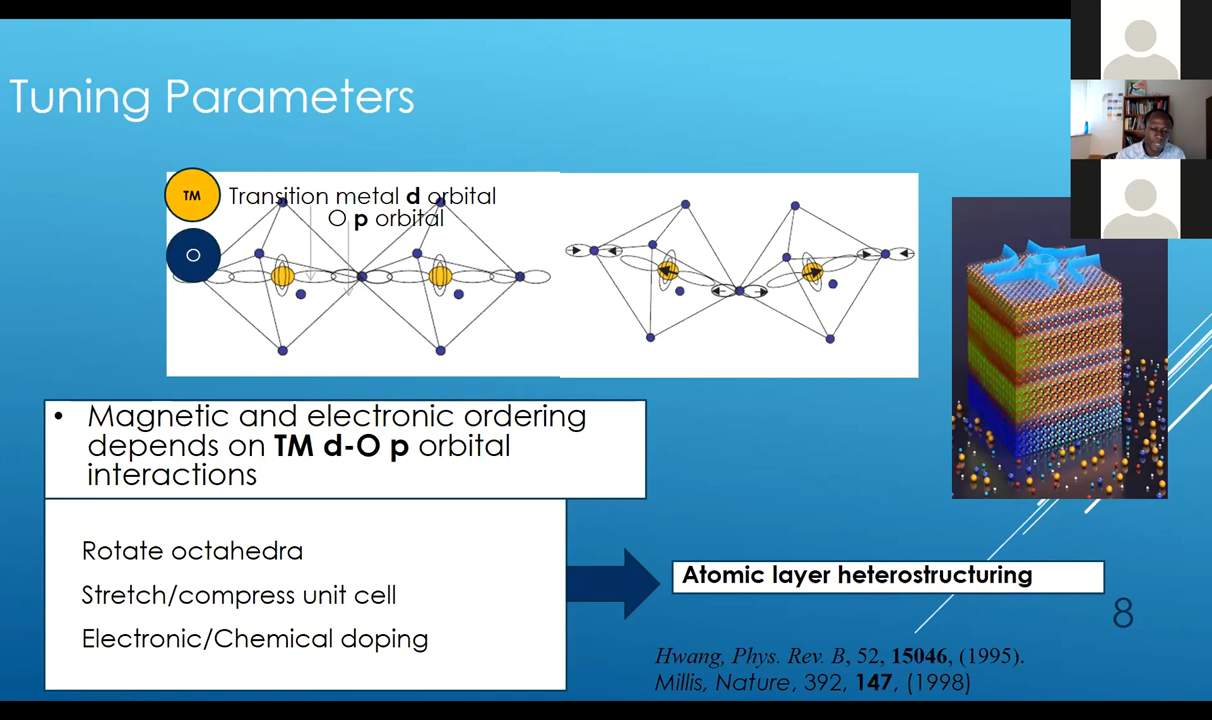 Tuning Parameters
TM
Transition metal d orbital
O p orbital
O
• Magnetic and electronic ordering
depends on TM d-O p orbital
interactions
Rotate octahedra
Stretch/compress unit cell
Electronic/Chemical doping
Atomic layer heterostructuring
8
Hwang, Phys. Rev. B, 52, 15046, (1995).
Millis, Nature, 392, 147, (1998)